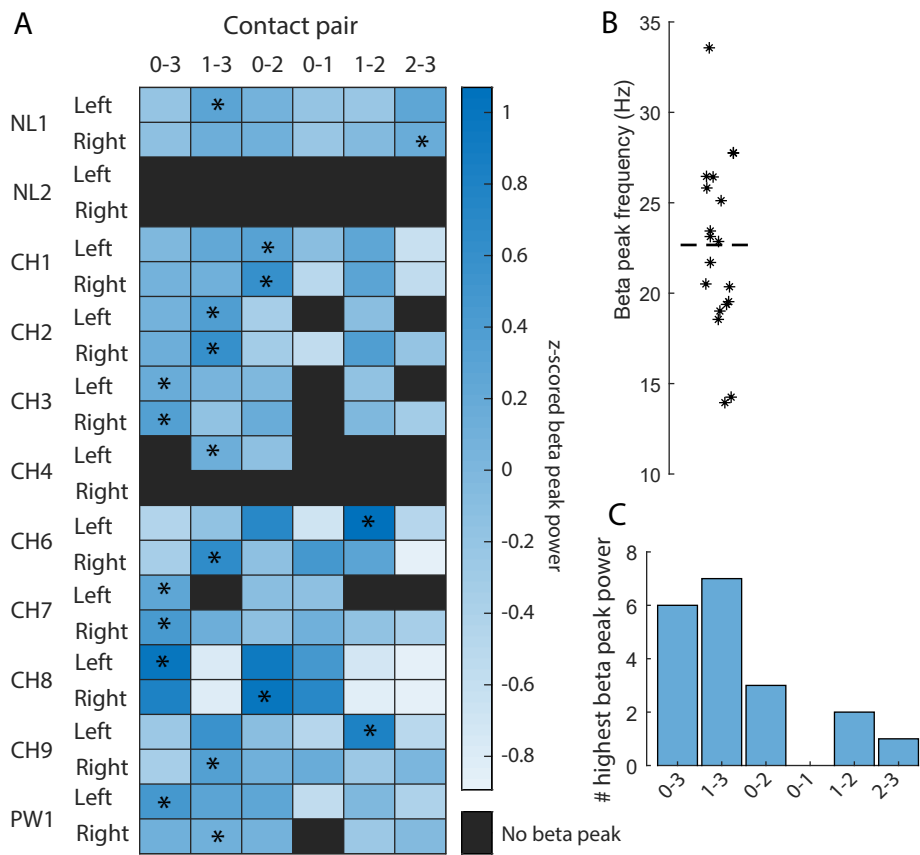 A
Contact pair
0-3 1-3 0-2 0-1 1-2 2-3
NL1
Left *
Right *
NL2
Left
Right
CH1
Left *
Right *
CH2
Left *
Right *
CH3
Left *
Right *
CH4
Left *
Right
CH6
Left *
Right *
CH7
Left *
Right *
CH8
Left *
Right *
CH9
Left *
Right *
PW1
Left *
Right *
1
0.8
0.6
0.4
0.2
0
-0.2
-0.4
-0.6
-0.8
z-scored beta peak power
No beta peak
B
Beta peak frequency (Hz)
35
30
25
20
15
10
C
# highest beta peak power
8
6
4
2
0
0-3 1-3 0-2 0-1 1-2 2-3